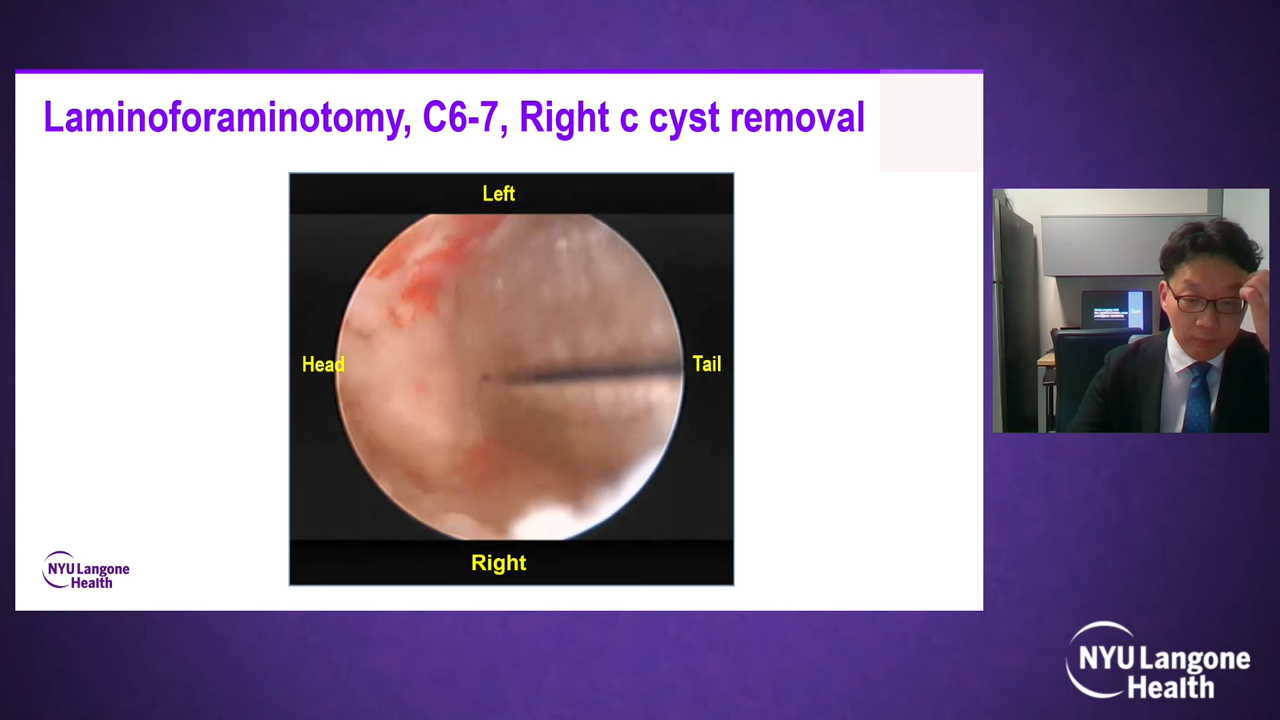 Laminoforaminotomy, C6-7, Right c cyst removal
Left
Head
Tail
Right
NYU Langone
Health
NYU Langone
Health